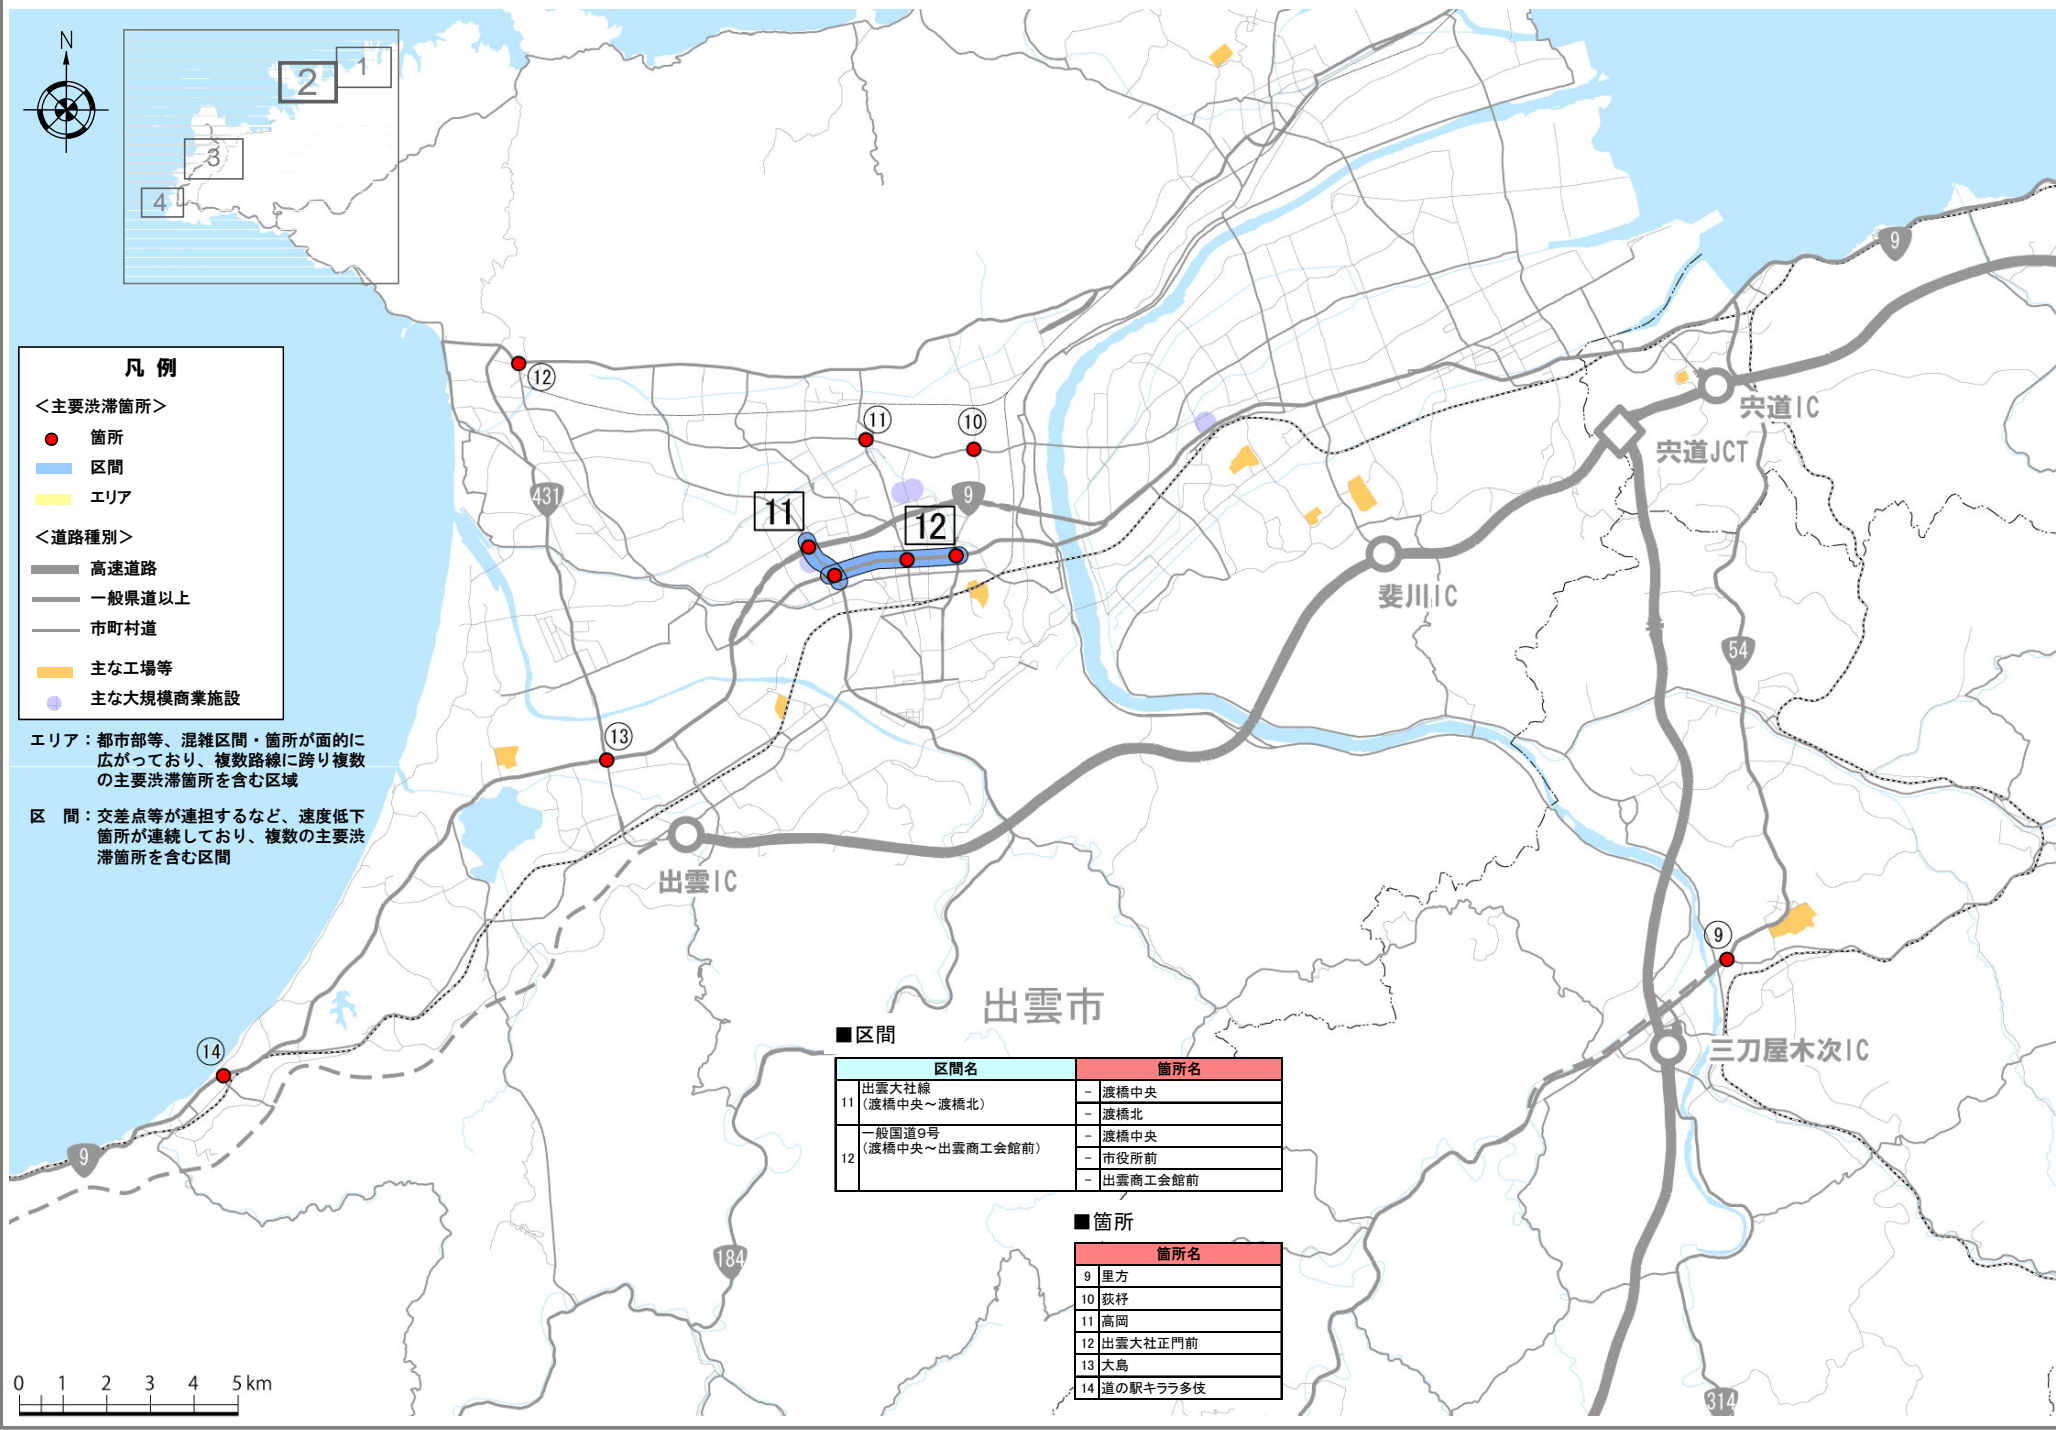 N
1
2
3
4
凡 例
＜主要渋滞箇所＞
箇所
区間
エリア
＜道路種別＞
高速道路
一般県道以上
市町村道
主な工場等
主な大規模商業施設
エリア：都市部等、混雑区間・箇所が面的に
広がっており、複数路線に跨り複数
の主要渋滞箇所を含む区域
区　間：交差点等が連担するなど、速度低下
箇所が連続しており、複数の主要渋
滞箇所を含む区間
9
宍道IC
宍道JCT
⑫
⑪
⑩
431
9
11
12
斐川IC
54
⑬
出雲IC
⑨
出雲市
三刀屋木次IC
⑭
9
184
314
■区間
区間名 箇所名
11 出雲大社線
（渡橋中央～渡橋北）
－ 渡橋中央
－ 渡橋北
12 一般国道9号
（渡橋中央～出雲商工会館前）
－ 渡橋中央
－ 市役所前
－ 出雲商工会館前
■箇所
箇所名
9 里方
10 荻杼
11 高岡
12 出雲大社正門前
13 大島
14 道の駅キララ多伎
0 1 2 3 4 5 km